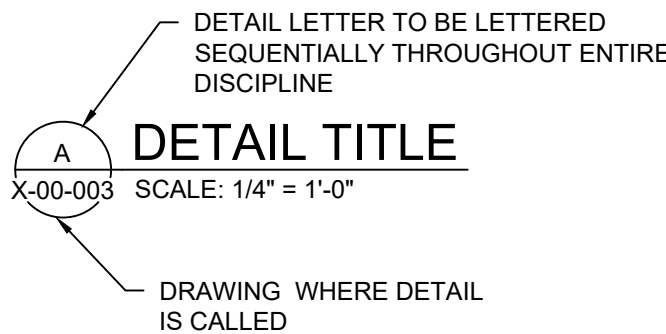 DETAIL LETTER TO BE LETTERED
SEQUENTIALLY THROUGHOUT ENTIRE
DISCIPLINE
A
DETAIL TITLE
X-00-003
SCALE: 1/4" = 1'-0"
DRAWING WHERE DETAIL
IS CALLED